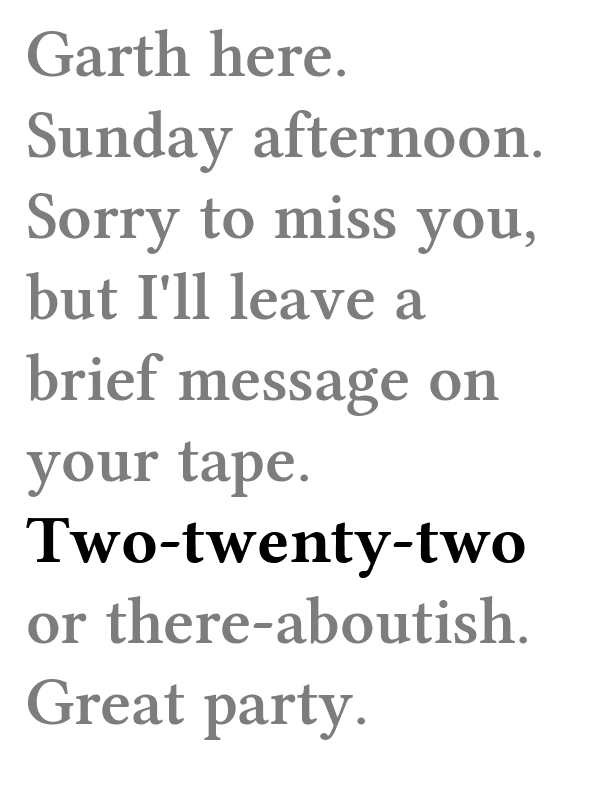 Garth here.
Sunday afternoon.
Sorry to miss you,
but I'll leave a
brief message on
your tape.
Two-twenty-two
or there-aboutish.
Great party.